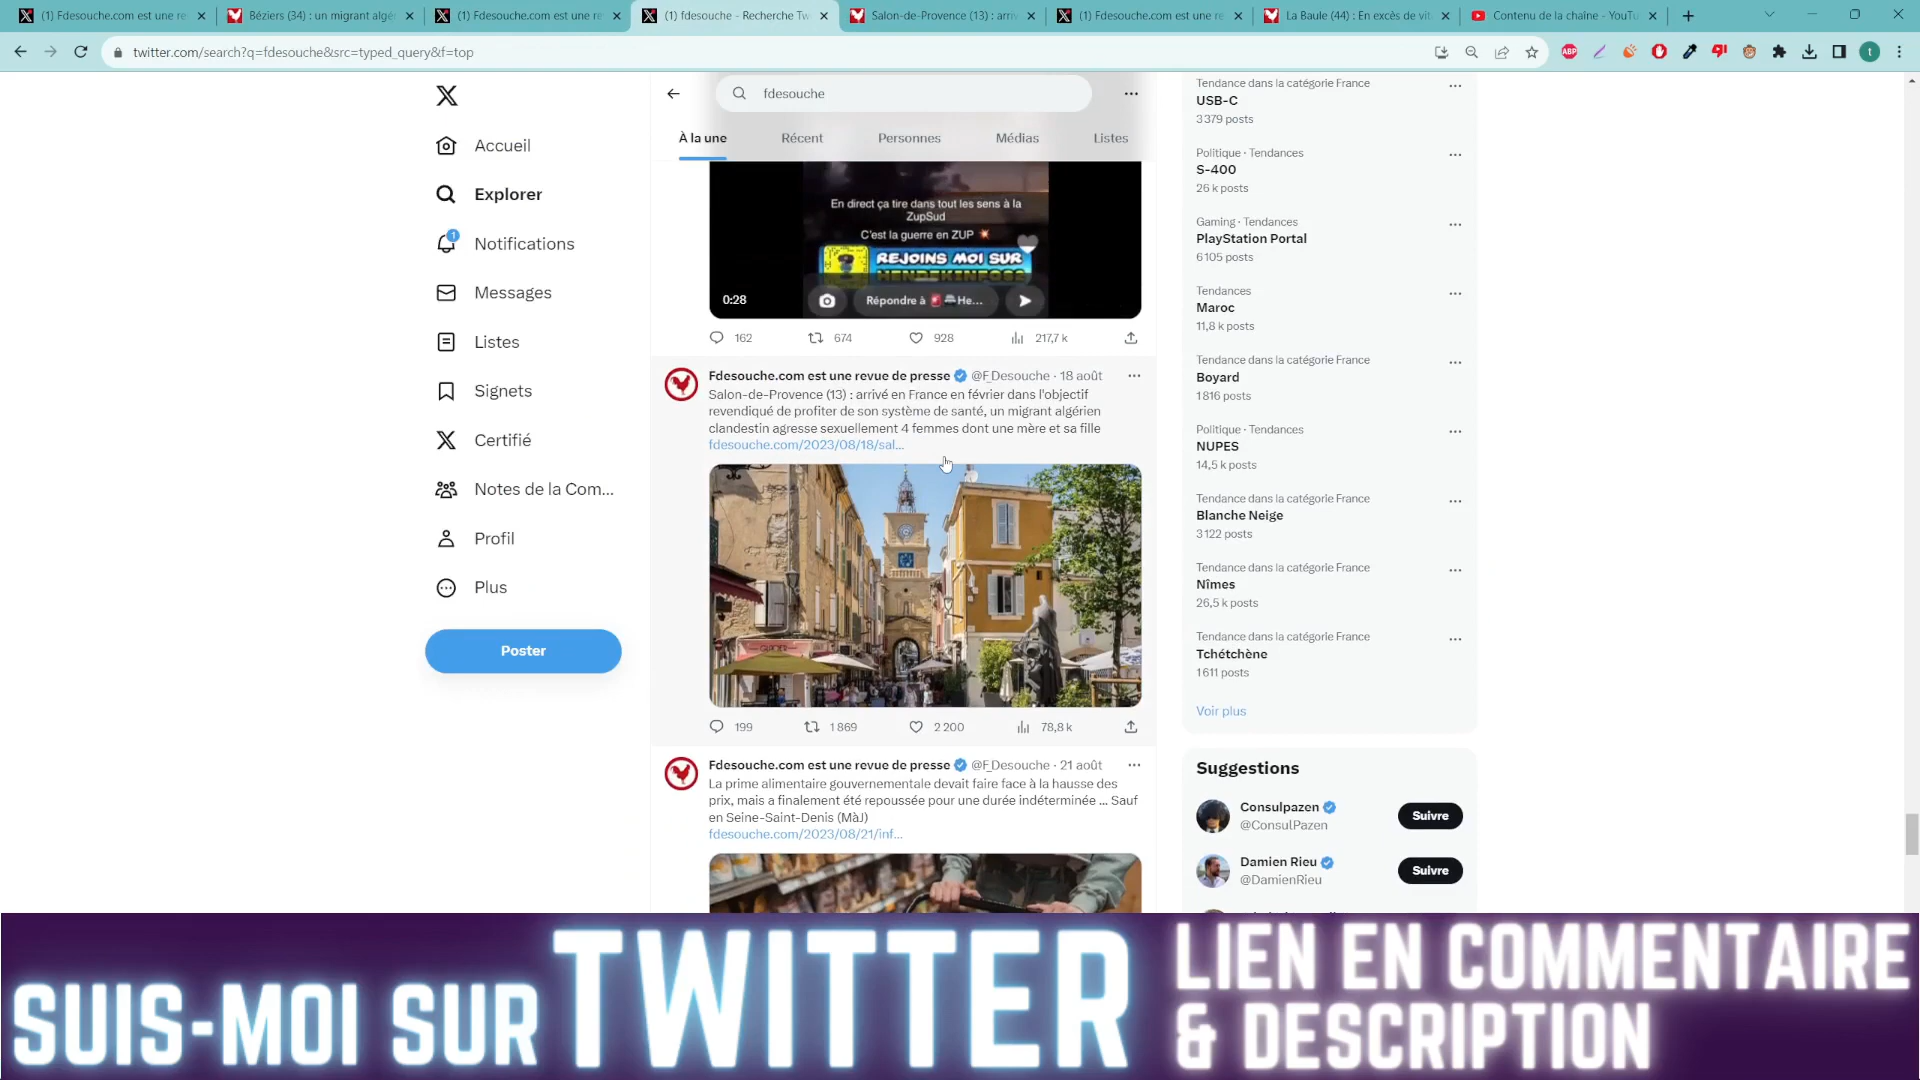 (1) Fdesouche.com est une re
Béziers (34) : un migrant algé
(1) Fdesouche.com est une re
(1) fdesouche - Recherche Tw
Salon-de-Provence (13) : arri
(1) Fdesouche.com est une re
La Baule (44) : En excès de vit
Contenu de la chaîne - YouTu
twitter.com/search?q=fdesouche&src=typed_query&f=top
ABP
t
Accueil
Explorer
1
Notifications
Messages
Listes
Signets
Certifié
Notes de la Com...
Profil
Plus
Poster
fdesouche
À la une
Récent
Personnes
Médias
Listes
En direct ça tire dans tout les sens à la
ZupSud
C'est la guerre en ZUP
REJOINS MOI SUR
0:28
Répondre à He...
162
674
928
217,7 k
Fdesouche.com est une revue de presse @F_Desouche · 18 août
Salon-de-Provence (13) : arrivé en France en février dans l'objectif
revendiqué de profiter de son système de santé, un migrant algérien
clandestin agresse sexuellement 4 femmes dont une mère et sa fille
fdesouche.com/2023/08/18/sal...
199
1 869
2 200
78,8 k
Fdesouche.com est une revue de presse @F_Desouche · 21 août
La prime alimentaire gouvernementale devait faire face à la hausse des
prix, mais a finalement été repoussée pour une durée indéterminée ... Sauf
en Seine-Saint-Denis (MàJ)
fdesouche.com/2023/08/21/inf...
Tendance dans la catégorie France
USB-C
3 379 posts
Politique · Tendances
S-400
26 k posts
Gaming · Tendances
PlayStation Portal
6 105 posts
Tendances
Maroc
11,8 k posts
Tendance dans la catégorie France
Boyard
1 816 posts
Politique · Tendances
NUPES
14,5 k posts
Tendance dans la catégorie France
Blanche Neige
3 122 posts
Tendance dans la catégorie France
Nîmes
26,5 k posts
Tendance dans la catégorie France
Tchétchène
1 611 posts
Voir plus
Suggestions
Consulpazen
@ConsulPazen
Suivre
Damien Rieu
@DamienRieu
Suivre
SUIS-MOI SUR
TWITTER
LIEN EN COMMENTAIRE
& DESCRIPTION